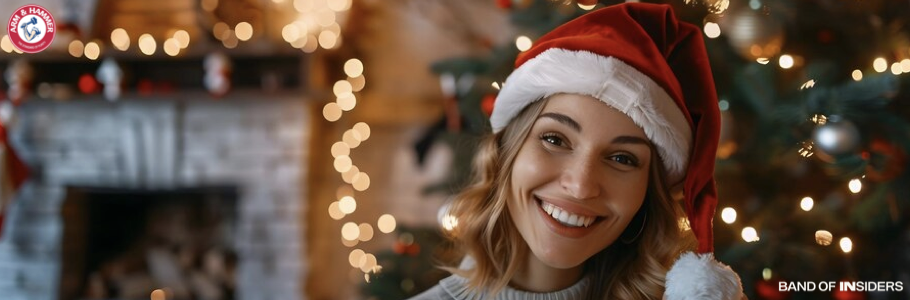 ARM & HAMMER
BAND OF INSIDERS